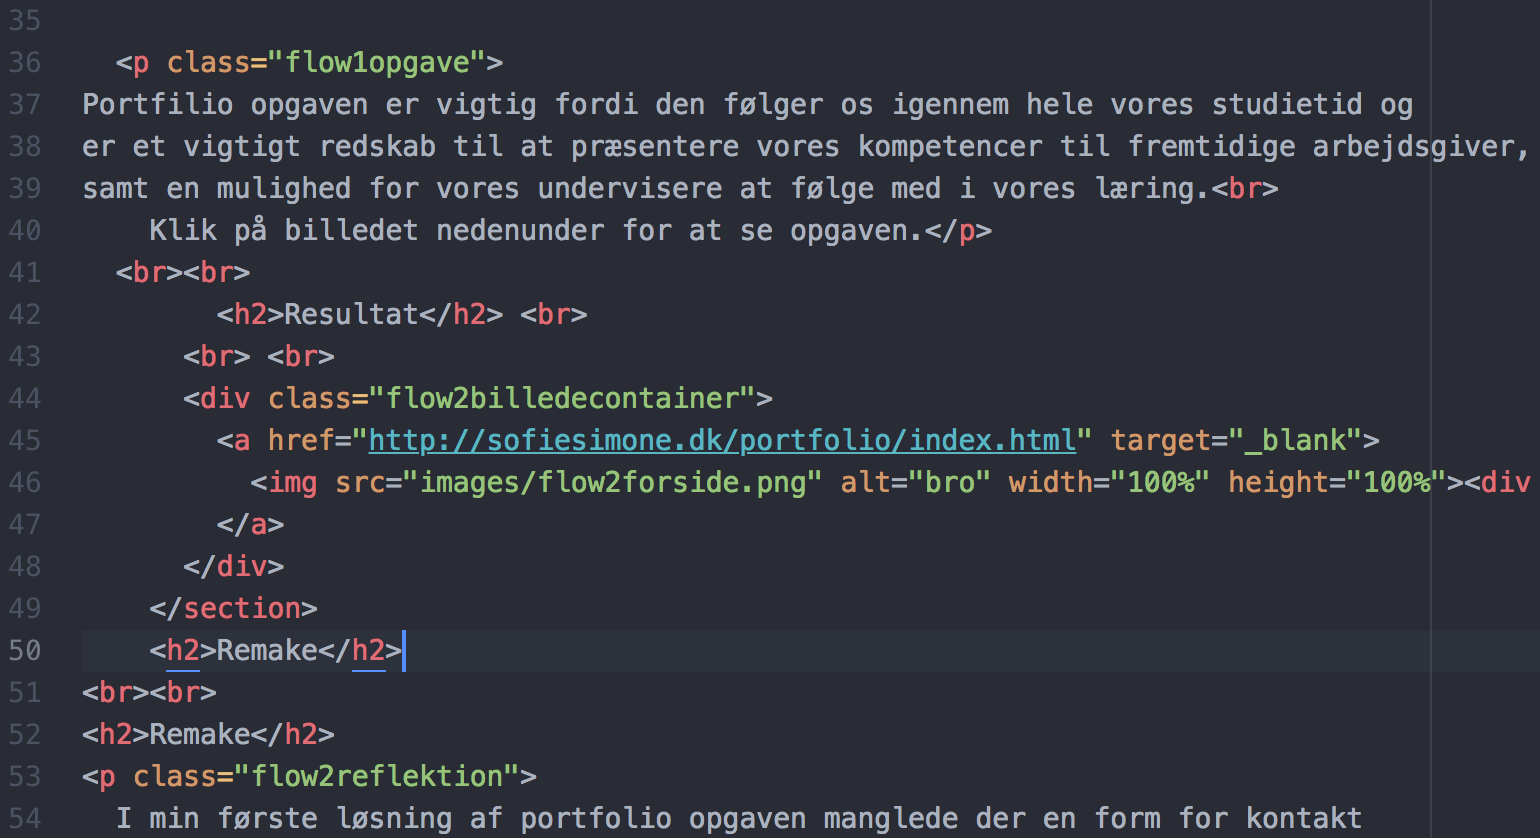 35
36 <p class="flow1opgave">
37 Portfilio opgaven er vigtig fordi den følger os igennem hele vores studietid og
38 er et vigtigt redskab til at præsentere vores kompetencer til fremtidige arbejdsgiver,
39 samt en mulighed for vores undervisere at følge med i vores læring.<br>
40 Klik på billedet nedenunder for at se opgaven.</p>
41 <br><br>
42 <h2>Resultat</h2> <br>
43 <br> <br>
44 <div class="flow2billedecontainer">
45 <a href="http://sofiesimone.dk/portfolio/index.html" target="_blank">
46 <img src="images/flow2forside.png" alt="bro" width="100%" height="100%"><div
47 </a>
48 </div>
49 </section>
50 <h2>Remake</h2>
51 <br><br>
52 <h2>Remake</h2>
53 <p class="flow2reflektion">
54 I min første løsning af portfolio opgaven manglede der en form for kontakt